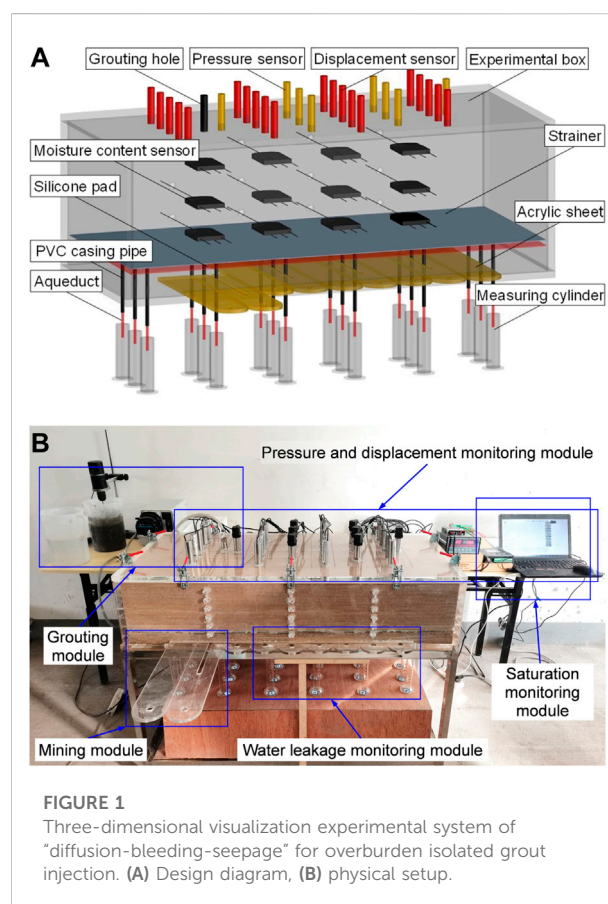 A
Grouting hole
Pressure sensor
Displacement sensor
Experimental box
Moisture content sensor
Strainer
Silicone pad
Acrylic sheet
PVC casing pipe
Aqueduct
Measuring cylinder
B
Pressure and displacement monitoring module
Grouting
module
Saturation
monitoring
module
Mining module
Water leakage monitoring module
FIGURE 1
Three-dimensional visualization experimental system of
“diffusion-bleeding-seepage” for overburden isolated grout
injection. (A) Design diagram, (B) physical setup.